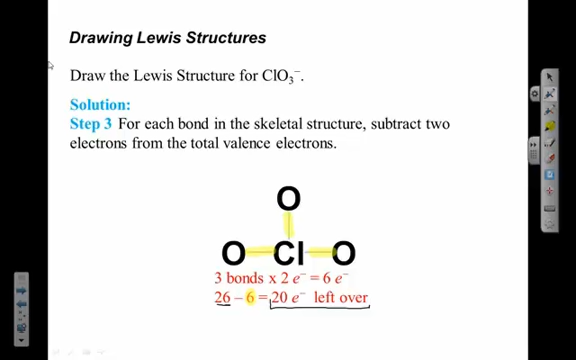 Drawing Lewis Structures
Draw the Lewis Structure for ClO₃⁻.
Solution:
Step 3 For each bond in the skeletal structure, subtract two
electrons from the total valence electrons.
O
O Cl O
3 bonds x 2 e⁻ = 6 e⁻
26 – 6 = 20 e⁻ left over